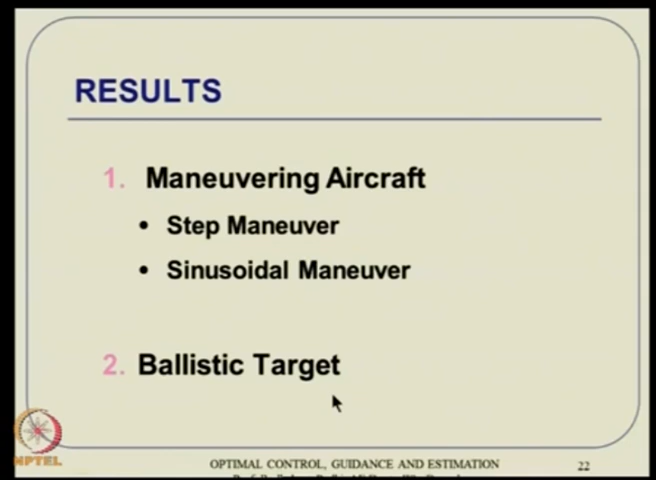 RESULTS
1. Maneuvering Aircraft
• Step Maneuver
• Sinusoidal Maneuver
2. Ballistic Target
NPTEL
OPTIMAL CONTROL, GUIDANCE AND ESTIMATION
22